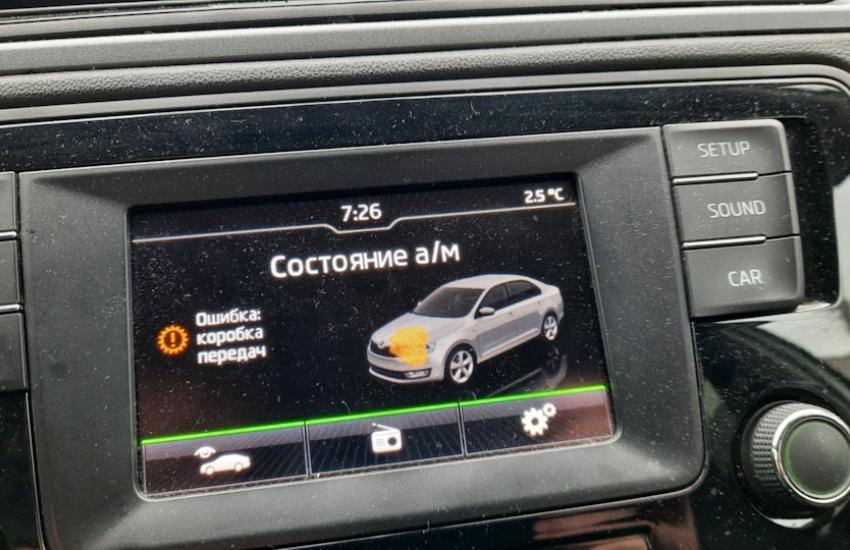 7:26
2.5 °C
Состояние а/м
Ошибка:
коробка
передач
SETUP
SOUND
CAR